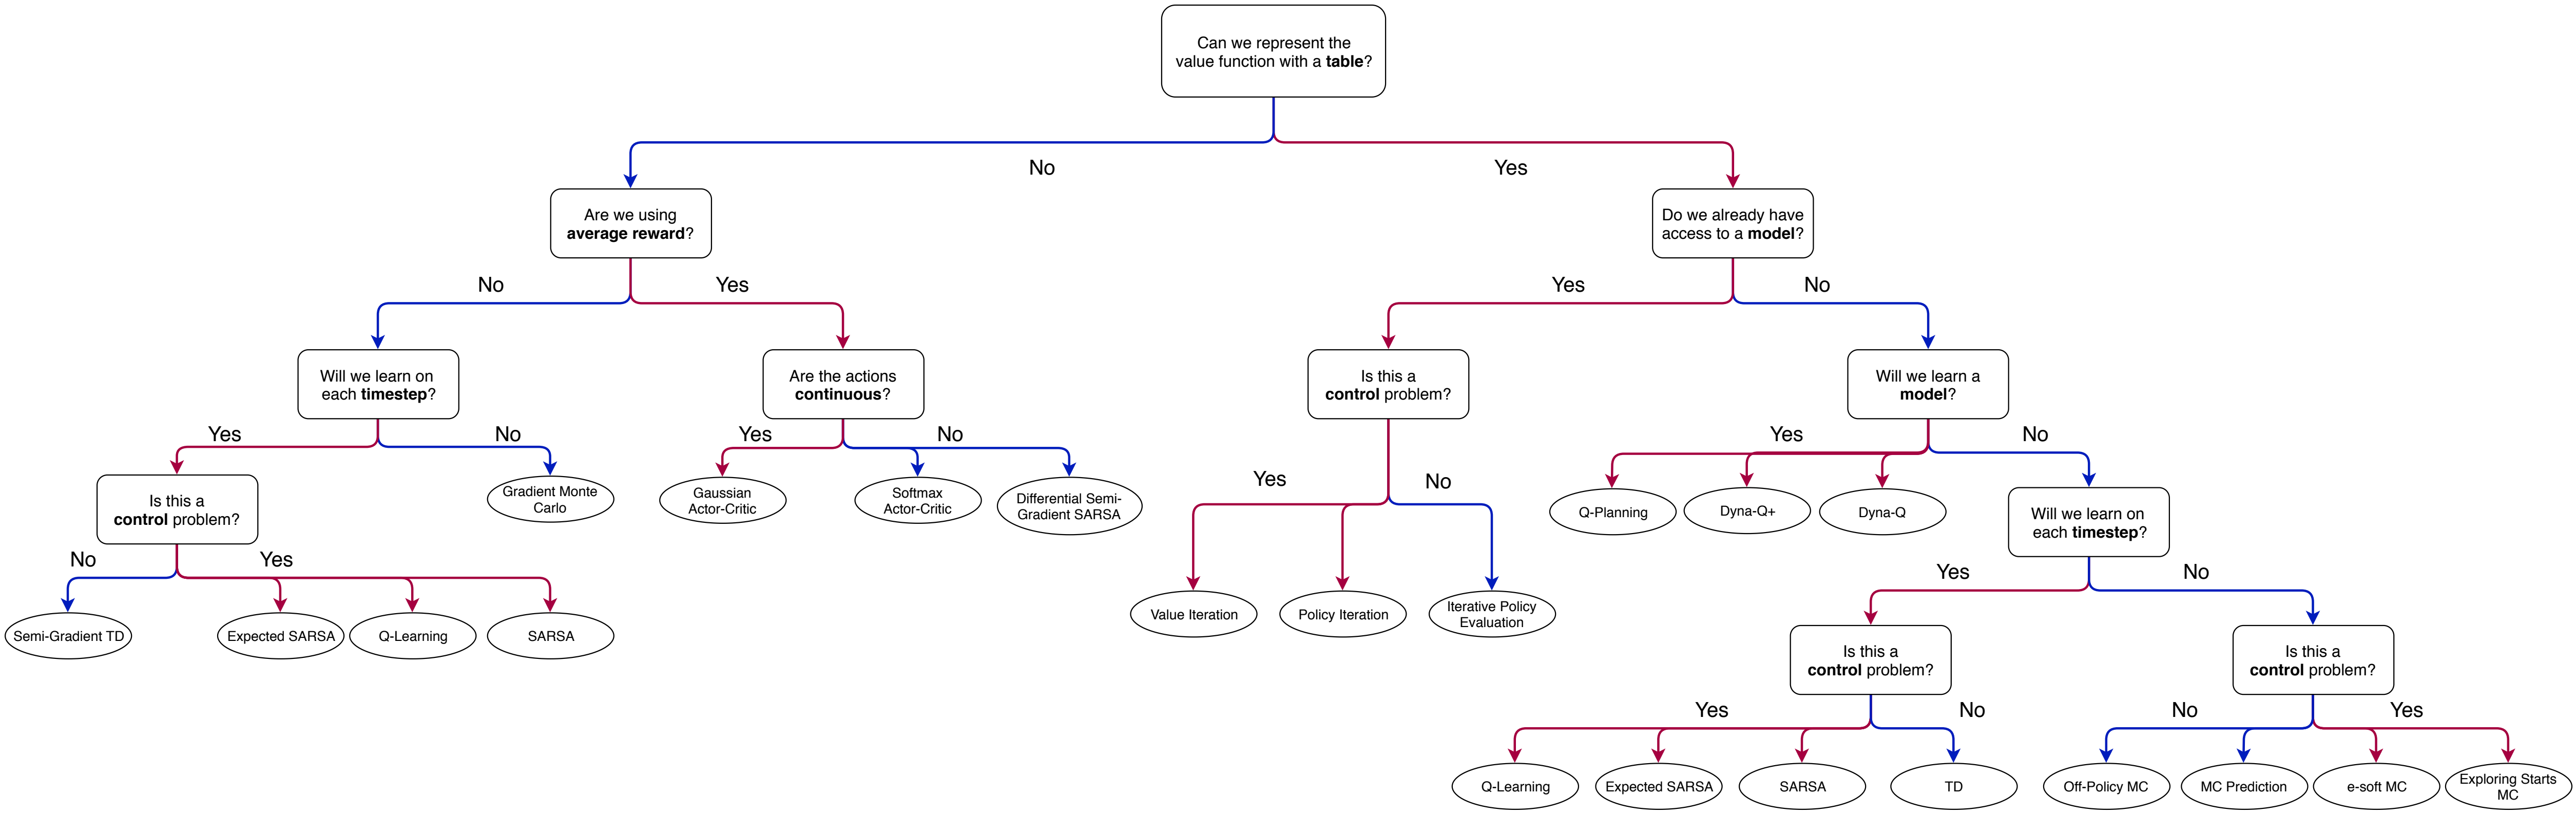 Can we represent the
value function with a table?
No
Yes
Are we using
average reward?
Do we already have
access to a model?
No
Yes
Yes
No
Will we learn on
each timestep?
Are the actions
continuous?
Is this a
control problem?
Will we learn a
model?
Yes
No
Yes
No
Yes
No
Yes
No
Is this a
control problem?
Gradient Monte
Carlo
Gaussian
Actor-Critic
Softmax
Actor-Critic
Differential Semi-
Gradient SARSA
Q-Planning
Dyna-Q+
Dyna-Q
Will we learn on
each timestep?
No
Yes
Yes
No
Semi-Gradient TD
Expected SARSA
Q-Learning
SARSA
Value Iteration
Policy Iteration
Iterative Policy
Evaluation
Is this a
control problem?
Is this a
control problem?
Yes
No
No
Yes
Q-Learning
Expected SARSA
SARSA
TD
Off-Policy MC
MC Prediction
e-soft MC
Exploring Starts
MC